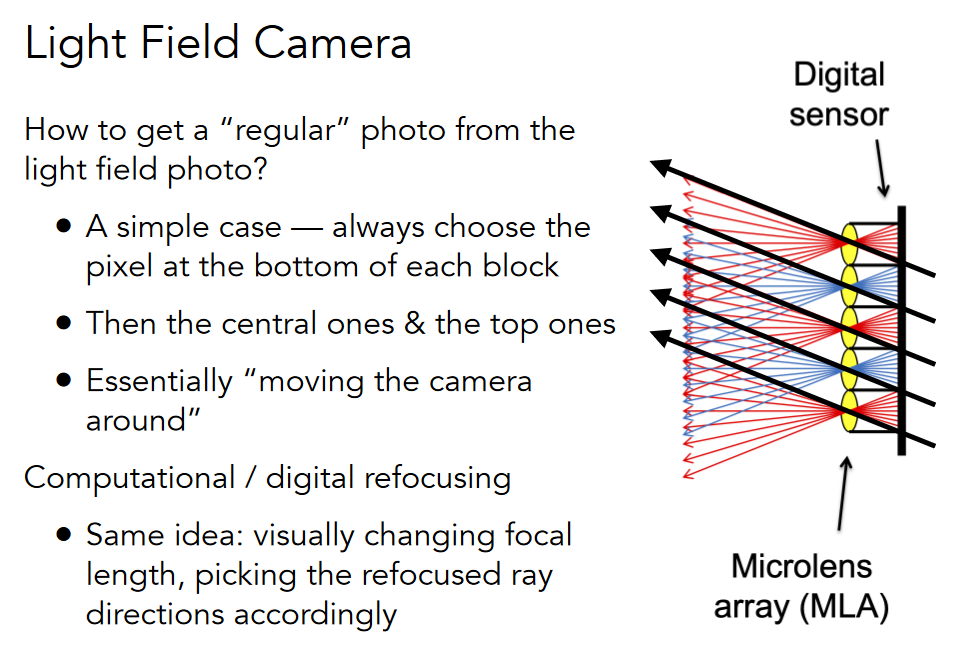 Light Field Camera
How to get a “regular” photo from the
light field photo?
• A simple case — always choose the
pixel at the bottom of each block
• Then the central ones & the top ones
• Essentially “moving the camera
around”
Computational / digital refocusing
• Same idea: visually changing focal
length, picking the refocused ray
directions accordingly
Digital
sensor
Microlens
array (MLA)